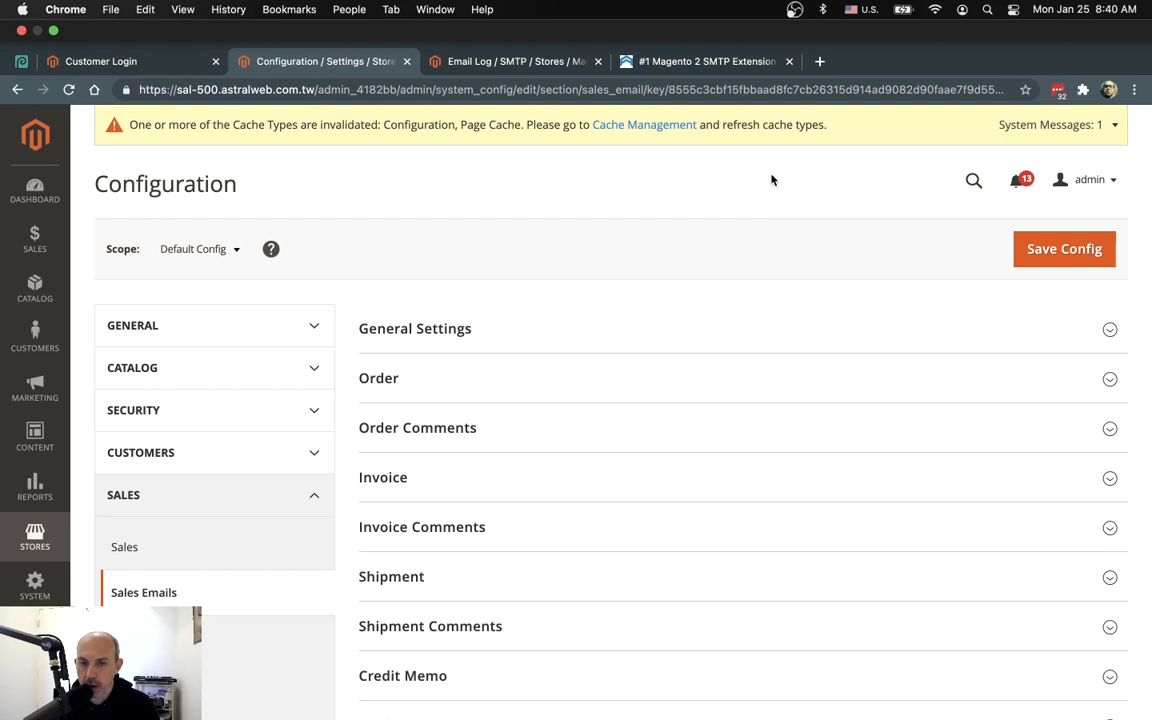 Chrome File Edit View History Bookmarks People Tab Window Help U.S. Mon Jan 25 8:40 AM
Customer Login Configuration / Settings / Store Email Log / SMTP / Stores / Ma #1 Magento 2 SMTP Extension
https://sal-500.astralweb.com.tw/admin_4182bb/admin/system_config/edit/section/sales_email/key/8555c3cbf15fbbaad8fc7cb26315d914ad9082d90faae7f9d55... 32
One or more of the Cache Types are invalidated: Configuration, Page Cache. Please go to Cache Management and refresh cache types. System Messages: 1
Configuration
13 admin
Scope: Default Config ? Save Config
DASHBOARD
SALES
CATALOG
CUSTOMERS
MARKETING
CONTENT
REPORTS
STORES
SYSTEM
GENERAL
CATALOG
SECURITY
CUSTOMERS
SALES
Sales
Sales Emails
General Settings
Order
Order Comments
Invoice
Invoice Comments
Shipment
Shipment Comments
Credit Memo